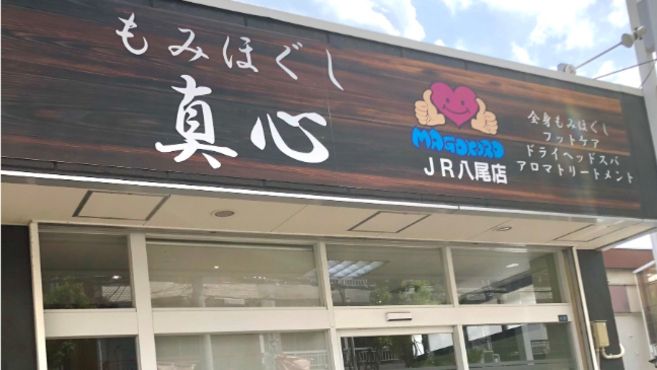 もみほぐし
真心
MAGOKORO
JR八尾店
全身もみほぐし
フットケア
ドライヘッドスパ
アロマトリートメント